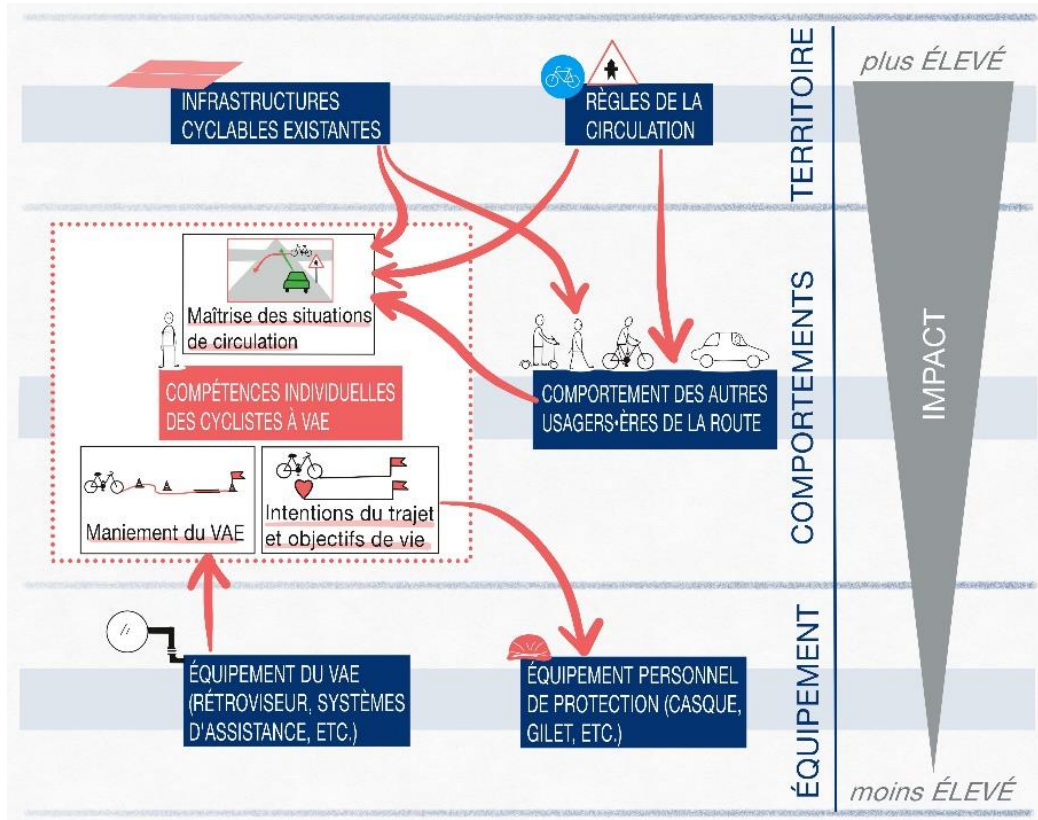 INFRASTRUCTURES
CYCLABLES EXISTANTES
RÈGLES DE LA
CIRCULATION
TERRITOIRE
plus ÉLEVÉ
Maîtrise des situations
de circulation
COMPÉTENCES INDIVIDUELLES
DES CYCLISTES À VAE
COMPORTEMENT DES AUTRES
USAGERS·ÈRES DE LA ROUTE
COMPORTEMENTS
IMPACT
Maniement du VAE
Intentions du trajet
et objectifs de vie
ÉQUIPEMENT DU VAE
(RÉTROVISEUR, SYSTÈMES
D'ASSISTANCE, ETC.)
ÉQUIPEMENT PERSONNEL
DE PROTECTION (CASQUE,
GILET, ETC.)
ÉQUIPEMENT
moins ÉLEVÉ